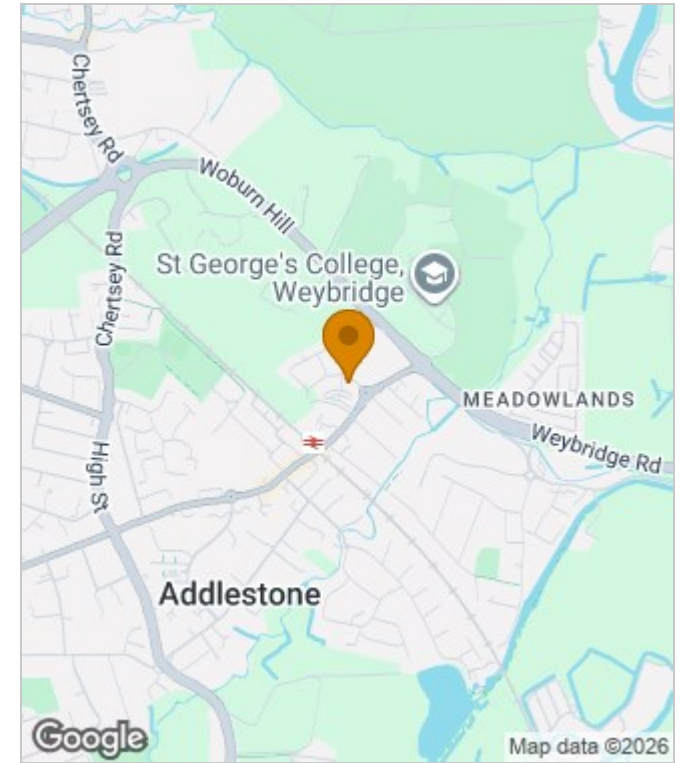 Chertsey Rd
Woburn Hill
St George's College,
Weybridge
Chertsey Rd
MEADOWLANDS
Weybridge Rd
High St
Addlestone
Google
Map data ©2026